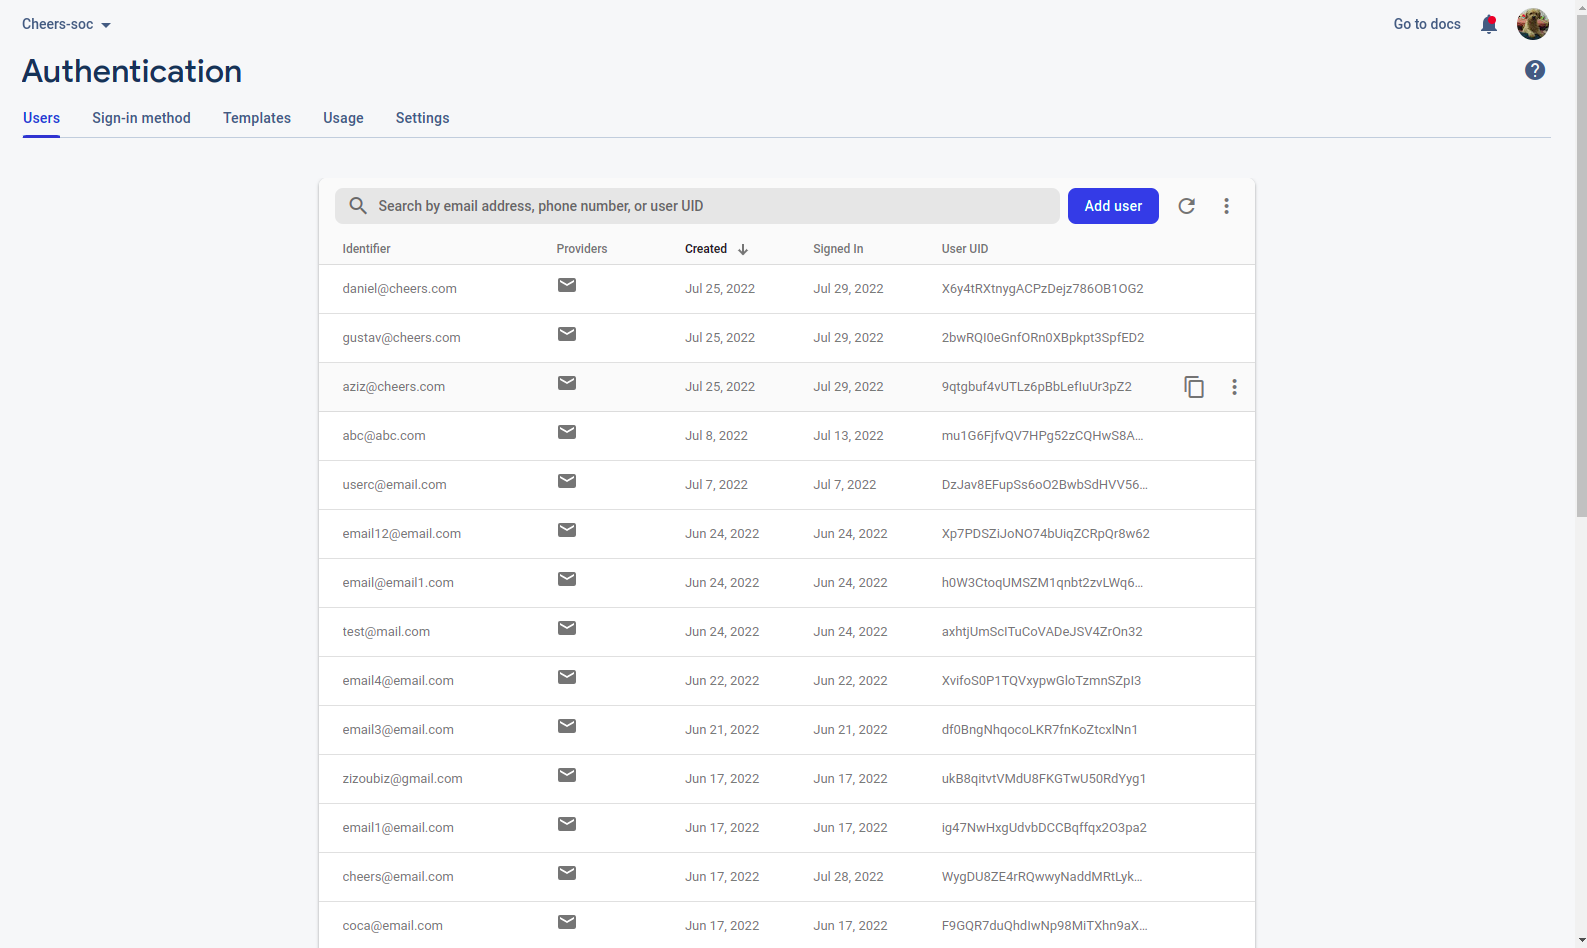 Cheers-soc
Go to docs
Authentication
Users Sign-in method Templates Usage Settings
Search by email address, phone number, or user UID
Add user
Identifier Providers Created Signed In User UID
daniel@cheers.com Jul 25, 2022 Jul 29, 2022 X6y4tRXtnygACPzDejz786OB1OG2
gustav@cheers.com Jul 25, 2022 Jul 29, 2022 2bwRQI0eGnfORn0XBpkpt3SpfED2
aziz@cheers.com Jul 25, 2022 Jul 29, 2022 9qtgbuf4vUTLz6pBbLefIuUr3pZ2
abc@abc.com Jul 8, 2022 Jul 13, 2022 mu1G6FjfvQV7HPg52zCQHwS8A...
userc@email.com Jul 7, 2022 Jul 7, 2022 DzJav8EFupSs6oO2BwbSdHVV56...
email12@email.com Jun 24, 2022 Jun 24, 2022 Xp7PDSZiJoNO74bUiqZCRpQr8w62
email@email1.com Jun 24, 2022 Jun 24, 2022 h0W3CtoqUMSZM1qnbt2zvLWq6...
test@mail.com Jun 24, 2022 Jun 24, 2022 axhtjUmScITuCoVADeJSV4ZrOn32
email4@email.com Jun 22, 2022 Jun 22, 2022 XvifoS0P1TQVxypwGloTzmnSZpI3
email3@email.com Jun 21, 2022 Jun 21, 2022 df0BngNhqocoLKR7fnKoZtcxlNn1
zizoubiz@gmail.com Jun 17, 2022 Jun 17, 2022 ukB8qitvtVMdU8FKGTwU50RdYyg1
email1@email.com Jun 17, 2022 Jun 17, 2022 ig47NwHxgUdvbDCCBqffqx2O3pa2
cheers@email.com Jun 17, 2022 Jul 28, 2022 WygDU8ZE4rRQwwyNaddMRtLyk...
coca@email.com Jun 17, 2022 Jun 17, 2022 F9GQR7duQhdIwNp98MiTXhn9aX...